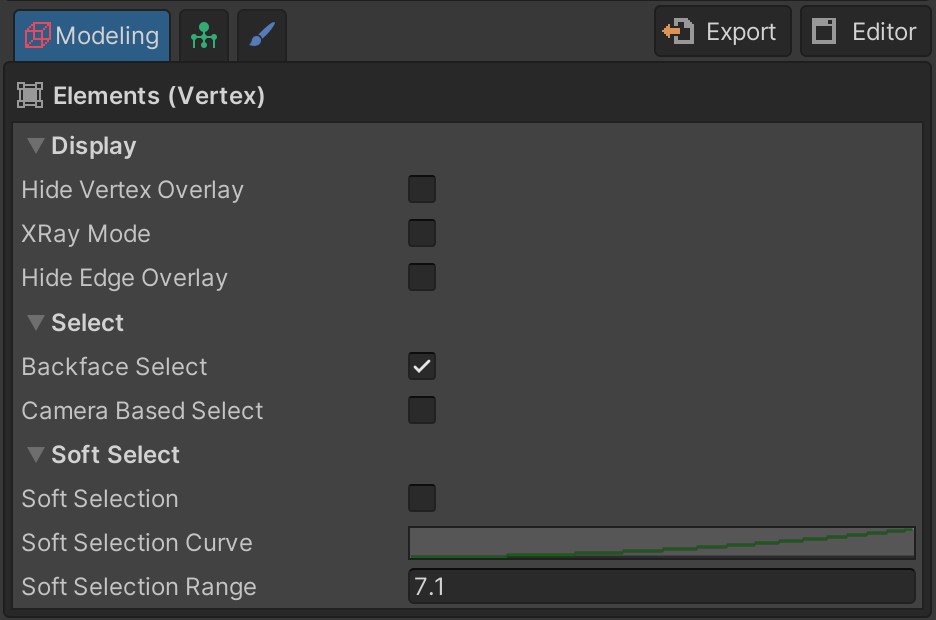 Modeling
Export
Editor
Elements (Vertex)
Display
Hide Vertex Overlay
XRay Mode
Hide Edge Overlay
Select
Backface Select
Camera Based Select
Soft Select
Soft Selection
Soft Selection Curve
Soft Selection Range 7.1